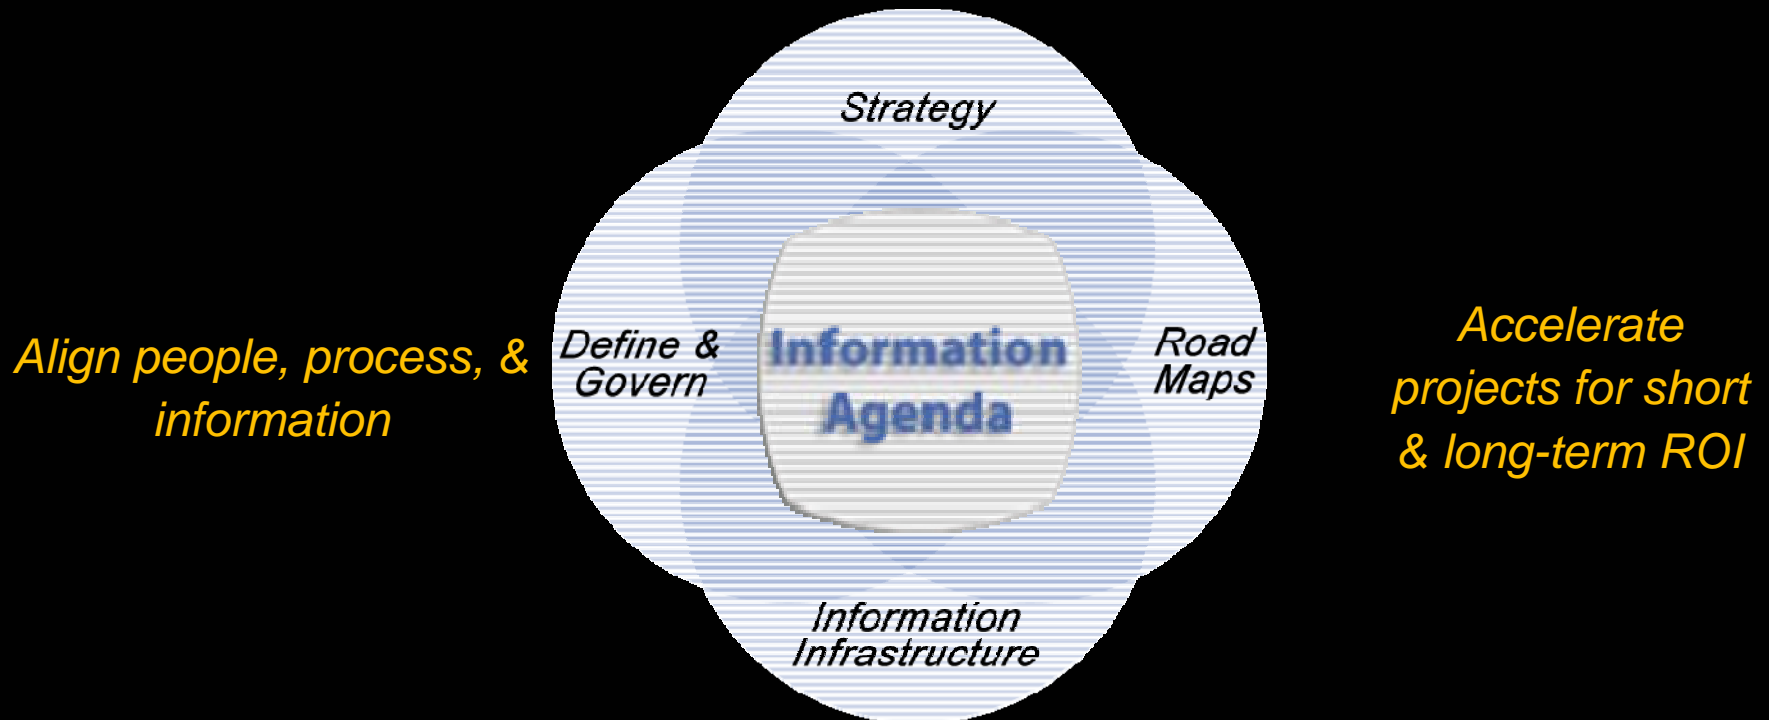 Strategy
Align people, process, &
information
Define &
Govern
Information
Agenda
Road
Maps
Accelerate
projects for short
& long-term ROI
Information
Infrastructure